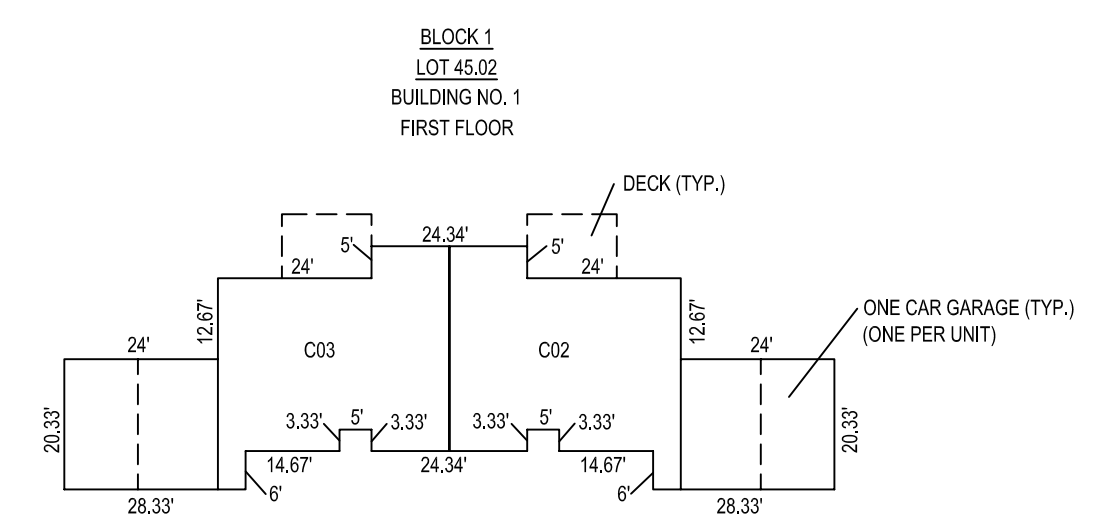 BLOCK 1
LOT 45.02
BUILDING NO. 1
FIRST FLOOR
DECK (TYP.)
24.34'
5'
5'
24'
24'
ONE CAR GARAGE (TYP.)
(ONE PER UNIT)
12.67'
12.67'
24'
C03
C02
24'
20.33'
3.33'
5'
3.33'
3.33'
5'
3.33'
20.33'
14.67'
24.34'
14.67'
6'
6'
28.33'
28.33'